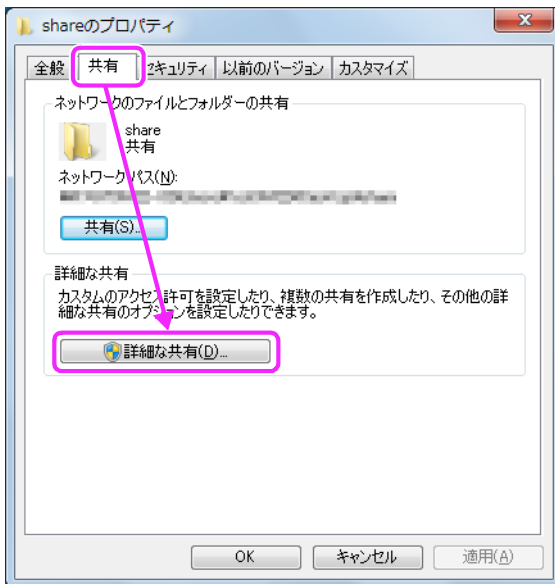 shareのプロパティ
全般 共有 セキュリティ 以前のバージョン カスタマイズ
ネットワークのファイルとフォルダーの共有
share
共有
ネットワーク パス(N):
共有(S)...
詳細な共有
カスタムのアクセス許可を設定したり、複数の共有を作成したり、その他の詳
細な共有のオプションを設定したりできます。
詳細な共有(D)...
OK キャンセル 適用(A)